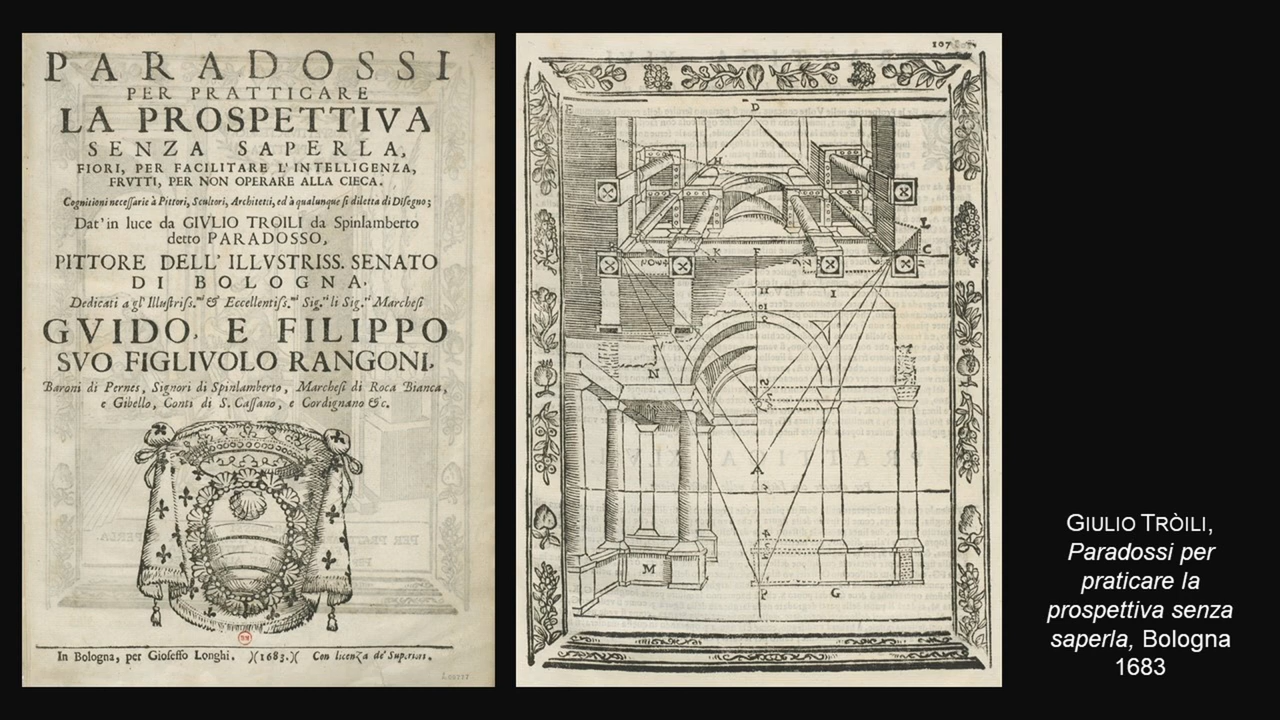 PARADOSSI
PER PRATTICARE
LA PROSPETTIVA
SENZA SAPERLA,
FIORI, PER FACILITARE L'INTELLIGENZA,
FRVTTI, PER NON OPERARE ALLA CIECA.
Cognitioni necessarie à Pittori, Scultori, Architetti, ed à qualunque si diletta di Disegno;
Dat' in luce da GIVLIO TROILI da Spinlamberto
detto PARADOSSO,
PITTORE DELL' ILLVSTRISS. SENATO
DI BOLOGNA.
Dedicati a gl' Illustriss.mi & Eccellentiss.mi Sig.ri li Sig.ri Marchesi
GVIDO, E FILIPPO
SVO FIGLIVOLO RANGONI,
Baroni di Pernes, Signori di Spinlamberto, Marchesi di Roca Bianca,
e Gibello, Conti di S. Cassano, e Cordignano &c.
In Bologna, per Gioseffo Longhi. )(1683.)( Con licenza de' Superiori.
107
E
D
H
L
C
K
F
I
H
N
S
A
M
P
G
GIULIO TRÒILI,
Paradossi per
praticare la
prospettiva senza
saperla, Bologna
1683